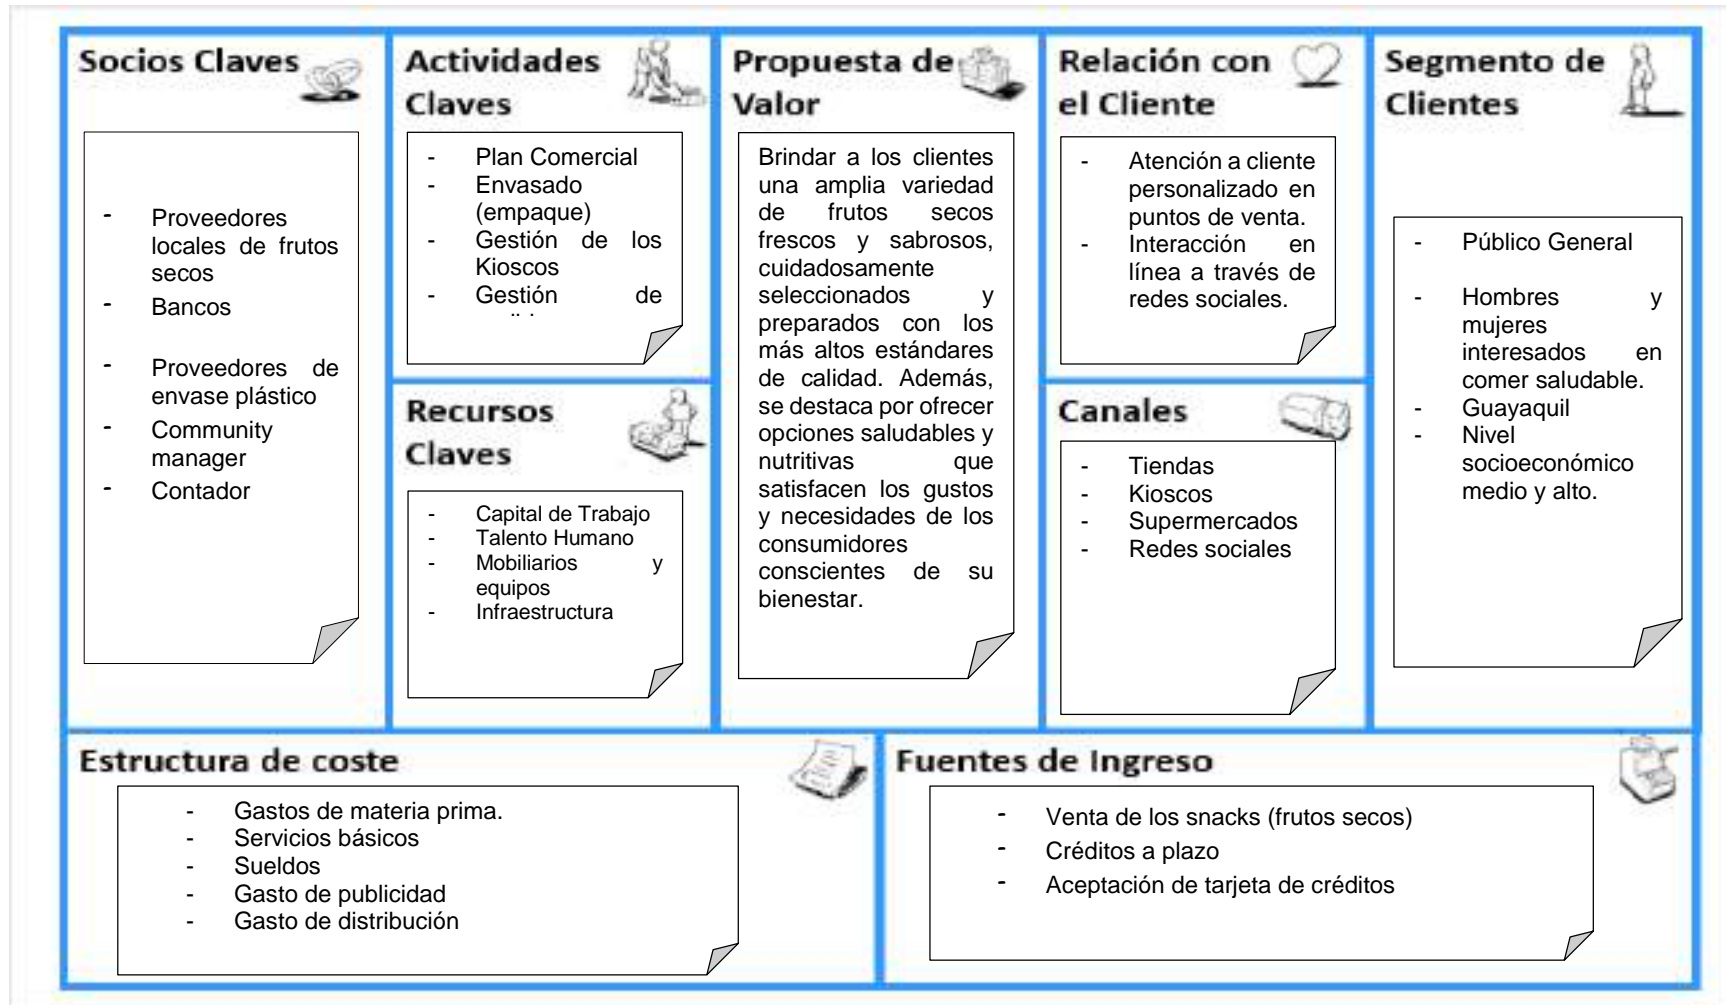 Socios Claves
- Proveedores
locales de frutos
secos
- Bancos
- Proveedores de
envase plástico
- Community
manager
- Contador
Actividades
Claves
- Plan Comercial
- Envasado
(empaque)
- Gestión de los
Kioscos
- Gestión de
Recursos
Claves
- Capital de Trabajo
- Talento Humano
- Mobiliarios y
equipos
- Infraestructura
Propuesta de
Valor
Brindar a los clientes
una amplia variedad
de frutos secos
frescos y sabrosos,
cuidadosamente
seleccionados y
preparados con los
más altos estándares
de calidad. Además,
se destaca por ofrecer
opciones saludables y
nutritivas que
satisfacen los gustos
y necesidades de los
consumidores
conscientes de su
bienestar.
Relación con
el Cliente
- Atención a cliente
personalizado en
puntos de venta.
- Interacción en
línea a través de
redes sociales.
Canales
- Tiendas
- Kioscos
- Supermercados
- Redes sociales
Segmento de
Clientes
- Público General
- Hombres y
mujeres
interesados en
comer saludable.
- Guayaquil
- Nivel
socioeconómico
medio y alto.
Estructura de coste
- Gastos de materia prima.
- Servicios básicos
- Sueldos
- Gasto de publicidad
- Gasto de distribución
Fuentes de Ingreso
- Venta de los snacks (frutos secos)
- Créditos a plazo
- Aceptación de tarjeta de créditos